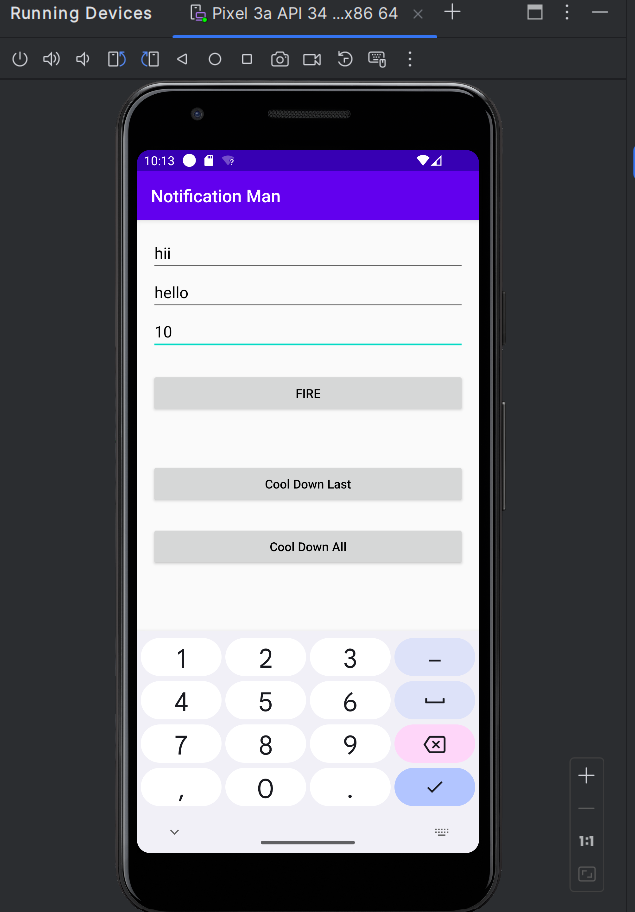 Running Devices
Pixel 3a API 34 ...x86 64
10:13
Notification Man
hii
hello
10
FIRE
Cool Down Last
Cool Down All
1 2 3 –
4 5 6
7 8 9
, 0 .
1:1